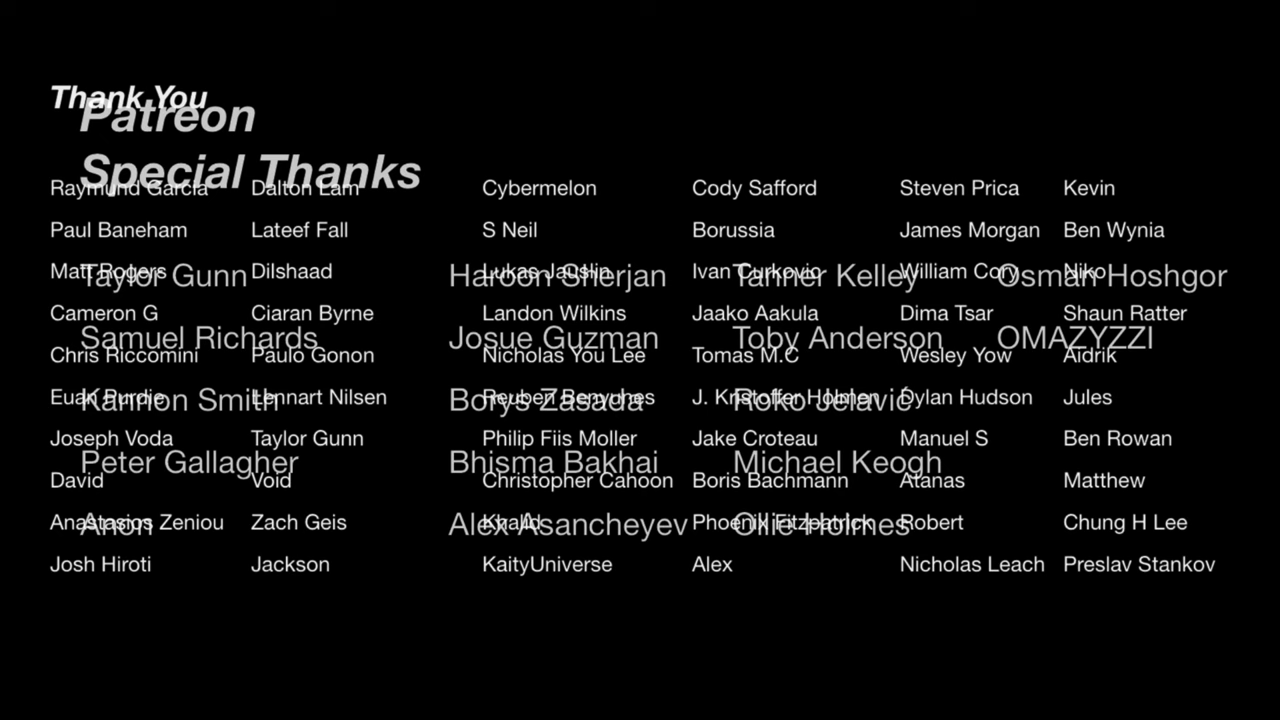 Thank You
Patreon
Special Thanks
Raymund Garcia Dalton Lam Cybermelon Cody Safford Steven Prica Kevin
Paul Baneham Lateef Fall S Neil Borussia James Morgan Ben Wynia
Matt Rogers Dilshaad Lukas Jauslin Ivan Curkovic William Cory Niko
Taylor Gunn Haroon Sherjan Tanner Kelley Osman Hoshgor
Cameron G Ciaran Byrne Landon Wilkins Jaako Aakula Dima Tsar Shaun Ratter
Samuel Richards Josue Guzman Toby Anderson OMAZYZZI
Chris Riccomini Paulo Gonon Nicholas You Lee Tomas M.C Wesley Yow Aidrik
Euan Purdie Lennart Nilsen Reuben J. Kristoffer Holmen Dylan Hudson Jules
Smith Borys Zasada Roko Jelavić
Joseph Voda Taylor Gunn Philip Fiis Moller Jake Croteau Manuel S Ben Rowan
Peter Gallagher Bhisma Bakhai Michael Keogh
David Void Christopher Cahoon Boris Bachmann Atanas Matthew
Anastasios Zeniou Zach Geis Khalid Phoenix Fitzpatrick Robert Chung H Lee
Anon Alex Asancheyev Ollie Holmes
Josh Hiroti Jackson KaityUniverse Alex Nicholas Leach Preslav Stankov